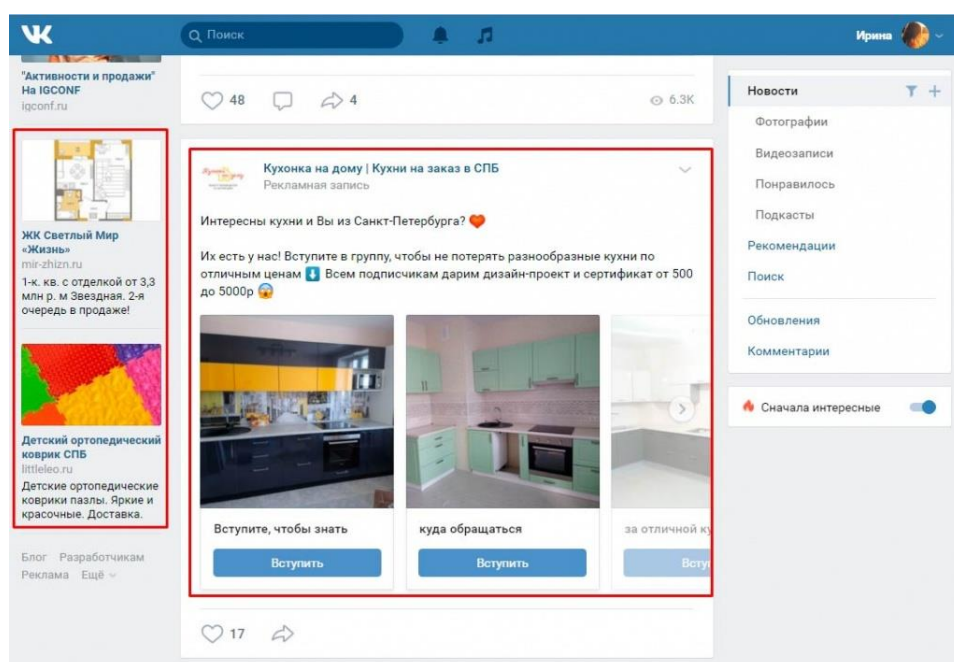 Поиск
Ирина
"Активности и продажи"
На IGCONF
igconf.ru
ЖК Светлый Мир
«Жизнь»
mir-zhizn.ru
1-к. кв. с отделкой от 3,3
млн р. м Звездная. 2-я
очередь в продаже!
Детский ортопедический
коврик СПБ
littleleo.ru
Детские ортопедические
коврики пазлы. Яркие и
красочные. Доставка.
Блог Разработчикам
Реклама Ещё
48 4 6.3K
Кухонка на дому | Кухни на заказ в СПБ
Рекламная запись
Интересны кухни и Вы из Санкт-Петербурга?
Их есть у нас! Вступите в группу, чтобы не потерять разнообразные кухни по
отличным ценам Всем подписчикам дарим дизайн-проект и сертификат от 500
до 5000р
Вступите, чтобы знать
Вступить
куда обращаться
Вступить
за отличной ку
Всту
17
Новости
Фотографии
Видеозаписи
Понравилось
Подкасты
Рекомендации
Поиск
Обновления
Комментарии
Сначала интересные